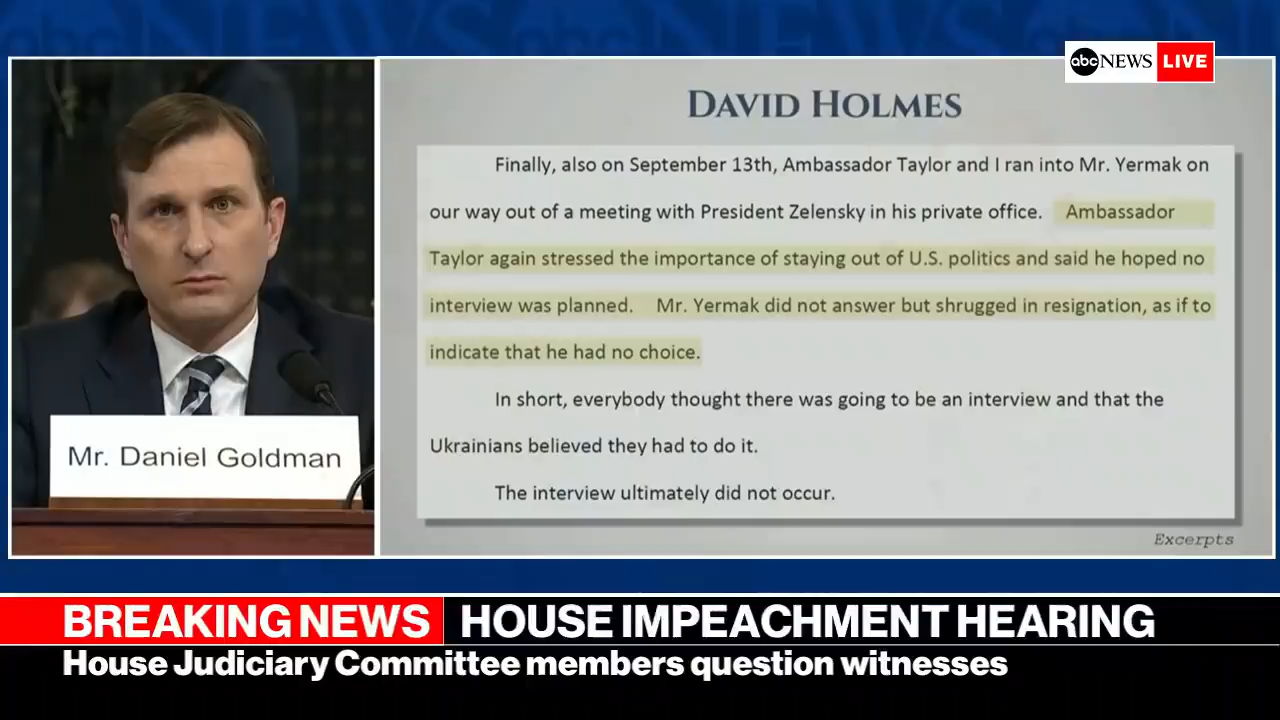 abc NEWS LIVE
DAVID HOLMES
Finally, also on September 13th, Ambassador Taylor and I ran into Mr. Yermak on
our way out of a meeting with President Zelensky in his private office. Ambassador
Taylor again stressed the importance of staying out of U.S. politics and said he hoped no
interview was planned. Mr. Yermak did not answer but shrugged in resignation, as if to
indicate that he had no choice.
In short, everybody thought there was going to be an interview and that the
Ukrainians believed they had to do it.
The interview ultimately did not occur.
Excerpts
Mr. Daniel Goldman
BREAKING NEWS HOUSE IMPEACHMENT HEARING
House Judiciary Committee members question witnesses